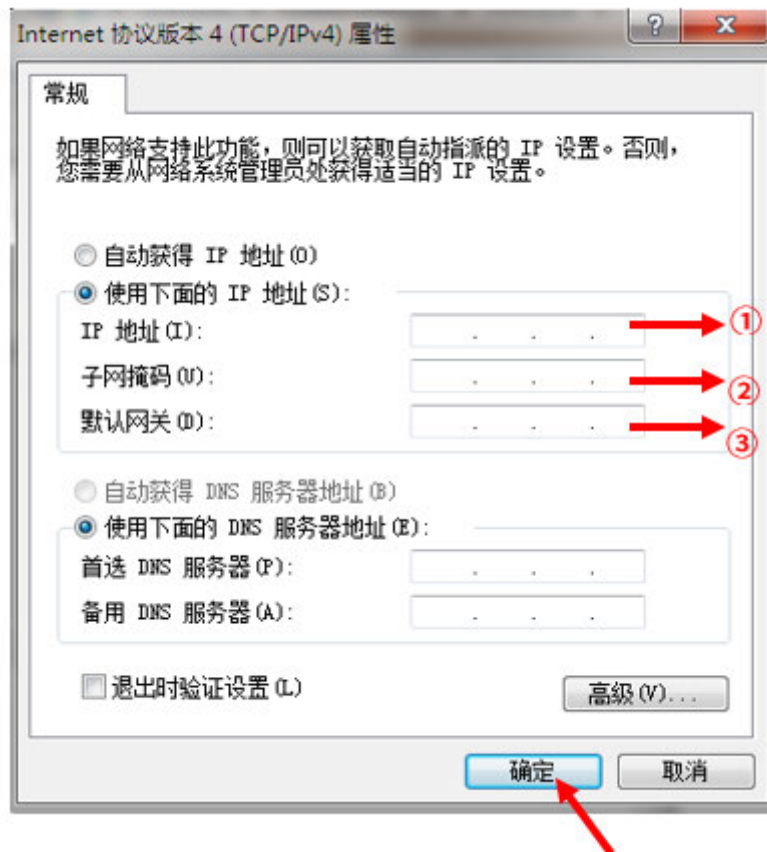 Internet 协议版本 4 (TCP/IPv4) 属性
?
常规
如果网络支持此功能，则可以获取自动指派的 IP 设置。否则，
您需要从网络系统管理员处获得适当的 IP 设置。
自动获得 IP 地址(O)
使用下面的 IP 地址(S):
IP 地址(I):
①
子网掩码(U):
②
默认网关(D):
③
自动获得 DNS 服务器地址(B)
使用下面的 DNS 服务器地址(E):
首选 DNS 服务器(P):
备用 DNS 服务器(A):
退出时验证设置(L)
高级(V)...
确定
取消